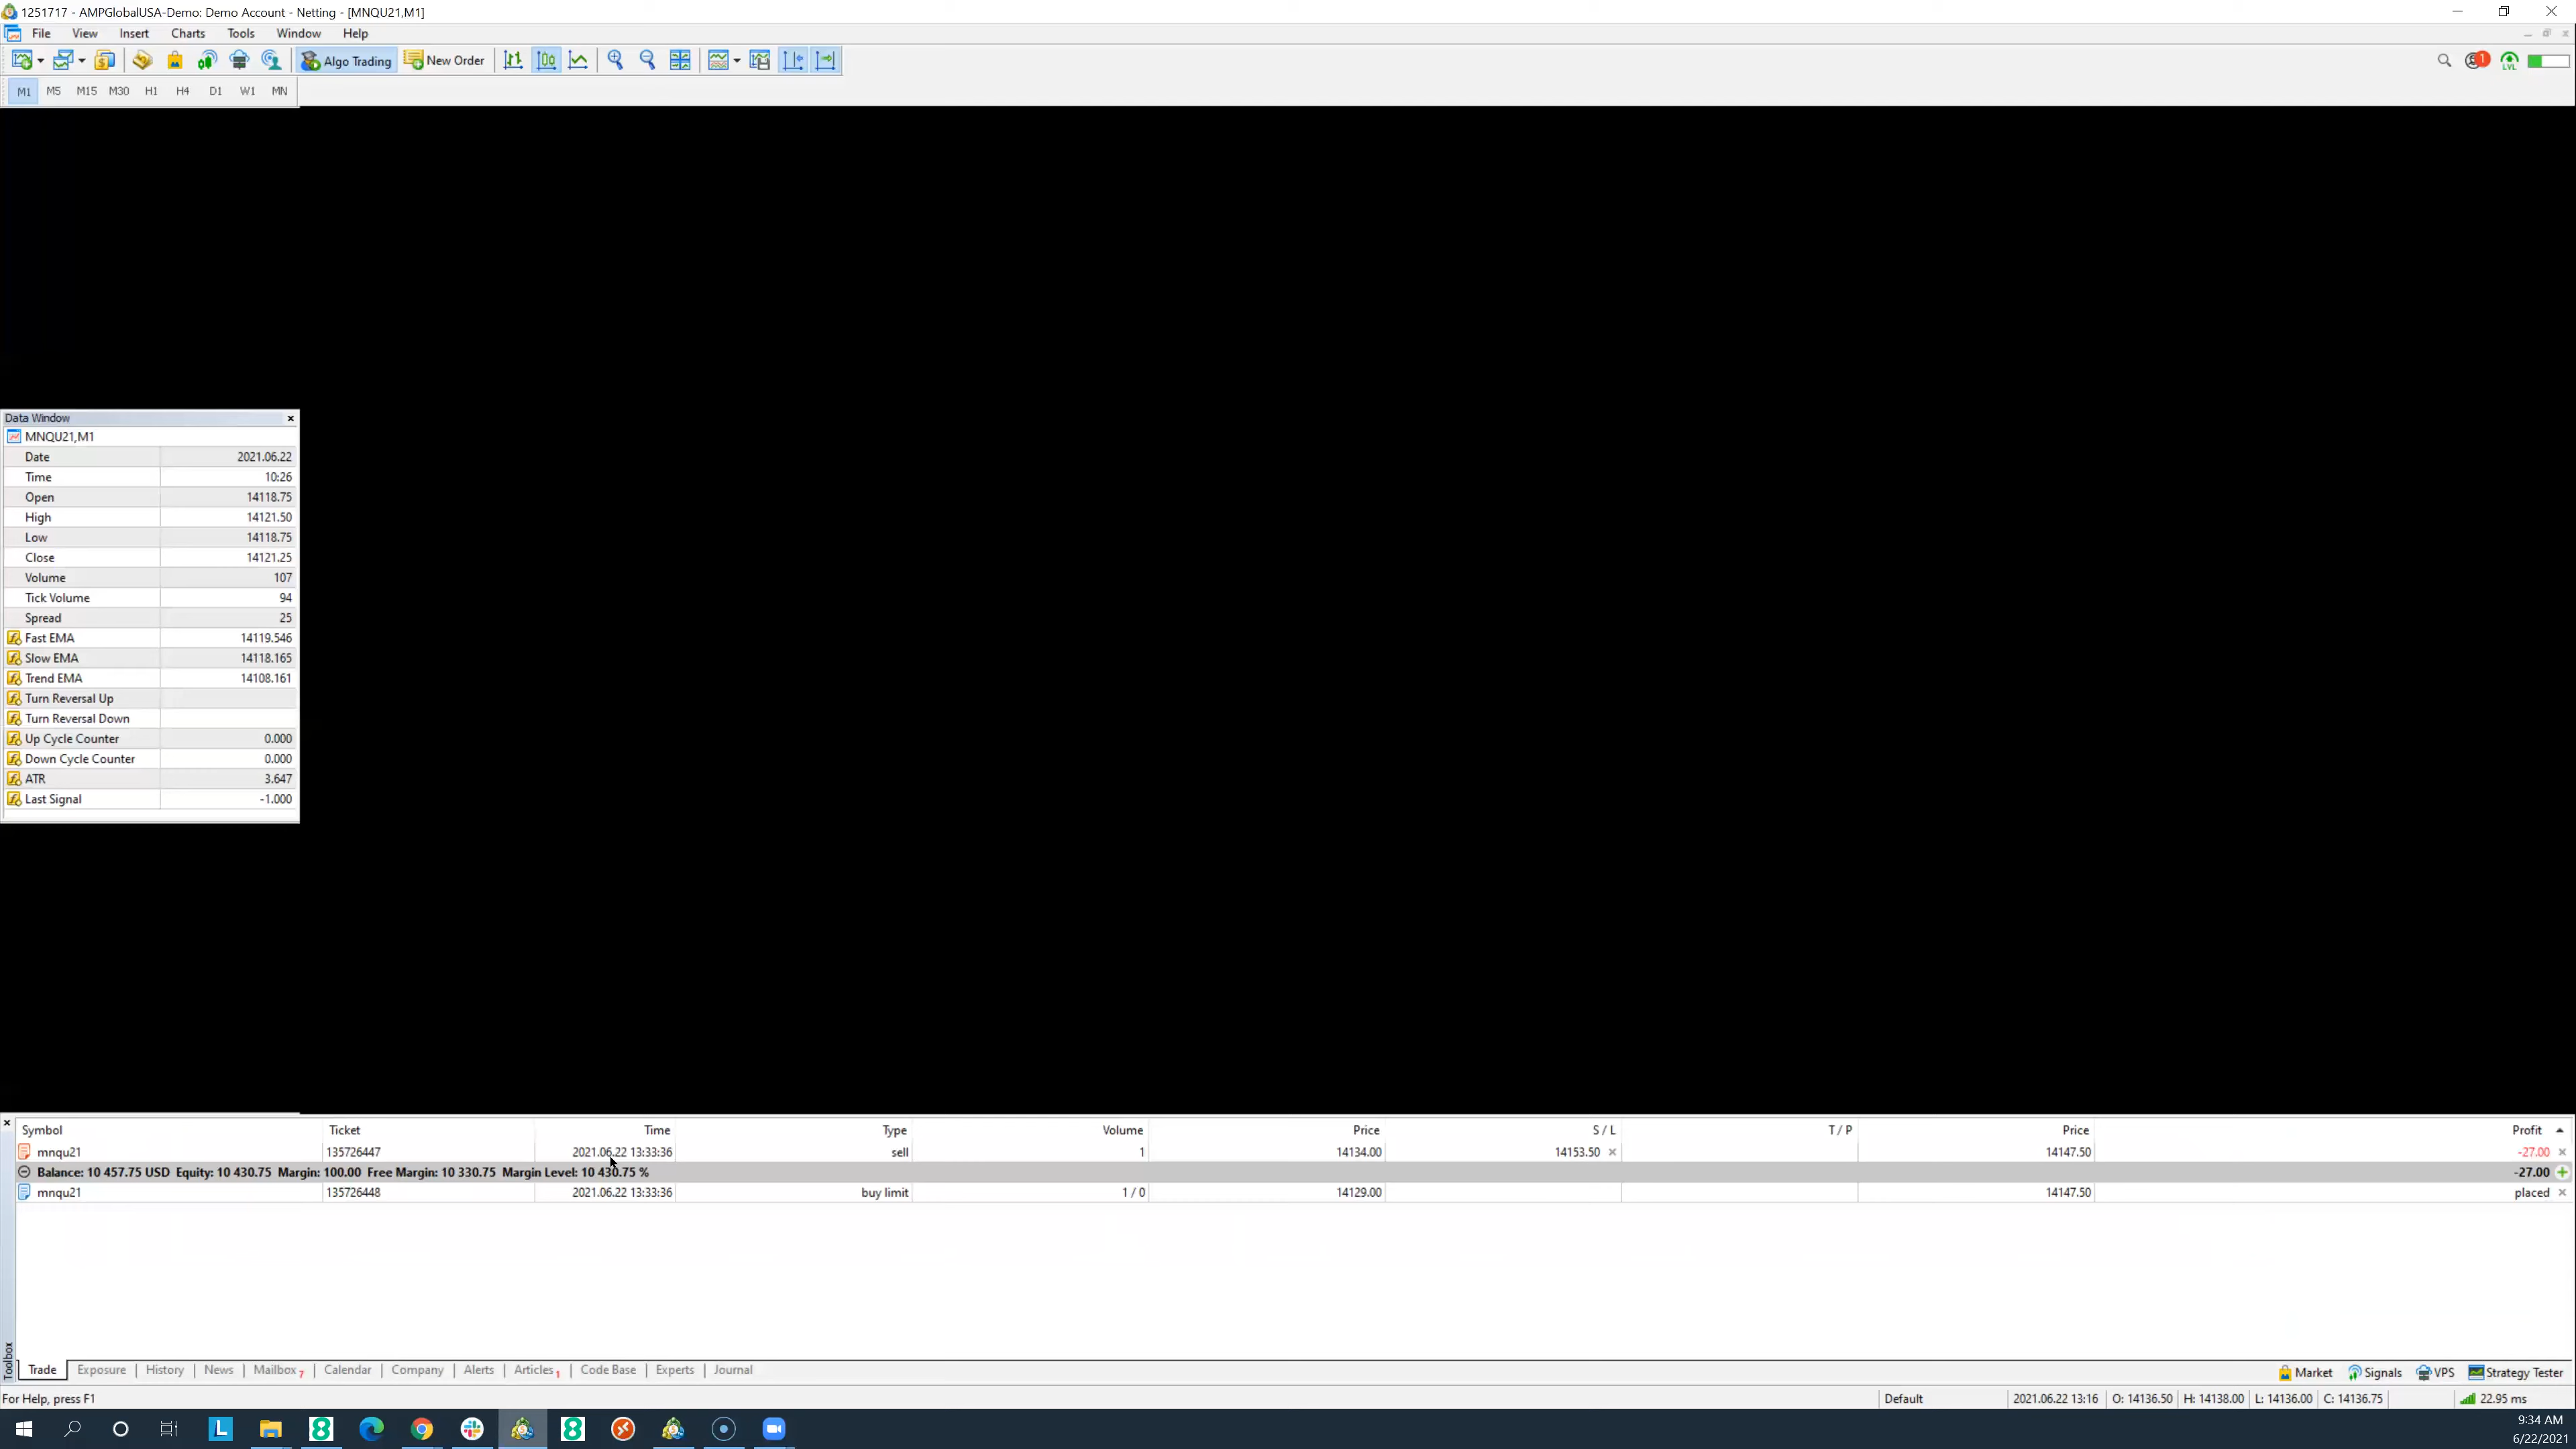 1251717 - AMPGlobalUSA-Demo: Demo Account - Netting - [MNQU21,M1]
File View Insert Charts Tools Window Help
Algo Trading New Order 1 LVL
M1 M5 M15 M30 H1 H4 D1 W1 MN
Data Window
MNQU21,M1
Date 2021.06.22
Time 10:26
Open 14118.75
High 14121.50
Low 14118.75
Close 14121.25
Volume 107
Tick Volume 94
Spread 25
Fast EMA 14119.546
Slow EMA 14118.165
Trend EMA 14108.161
Turn Reversal Up
Turn Reversal Down
Up Cycle Counter 0.000
Down Cycle Counter 0.000
ATR 3.647
Last Signal -1.000
Symbol Ticket Time Type Volume Price S / L T / P Price Profit
mnqu21 135726447 2021.06.22 13:33:36 sell 1 14134.00 14153.50 14147.50 -27.00
Balance: 10 457.75 USD Equity: 10 430.75 Margin: 100.00 Free Margin: 10 330.75 Margin Level: 10 430.75 % -27.00
mnqu21 135726448 2021.06.22 13:33:36 buy limit 1 / 0 14129.00 14147.50 placed
Toolbox
Trade Exposure History News Mailbox 7 Calendar Company Alerts Articles 1 Code Base Experts Journal Market Signals VPS Strategy Tester
For Help, press F1 Default 2021.06.22 13:16 O: 14136.50 H: 14138.00 L: 14136.00 C: 14136.75 22.95 ms
L 8 8 9:34 AM
6/22/2021